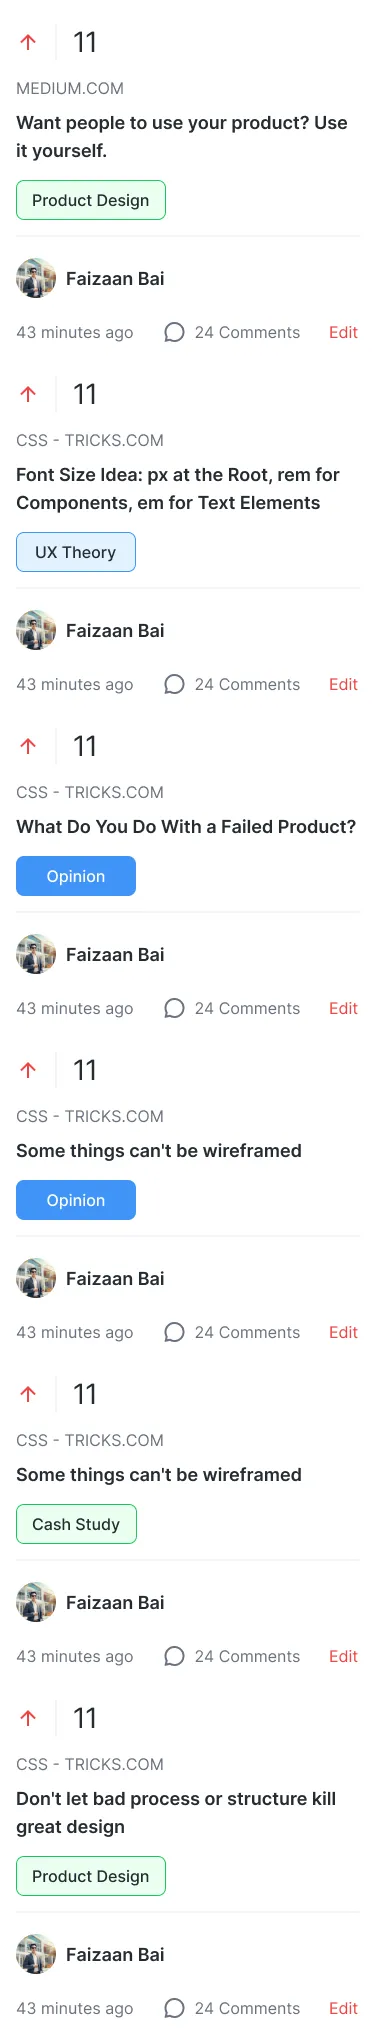 11
MEDIUM.COM
Want people to use your product? Use
it yourself.
Product Design
Faizaan Bai
43 minutes ago 24 Comments Edit
11
CSS - TRICKS.COM
Font Size Idea: px at the Root, rem for
Components, em for Text Elements
UX Theory
Faizaan Bai
43 minutes ago 24 Comments Edit
11
CSS - TRICKS.COM
What Do You Do With a Failed Product?
Opinion
Faizaan Bai
43 minutes ago 24 Comments Edit
11
CSS - TRICKS.COM
Some things can't be wireframed
Opinion
Faizaan Bai
43 minutes ago 24 Comments Edit
11
CSS - TRICKS.COM
Some things can't be wireframed
Cash Study
Faizaan Bai
43 minutes ago 24 Comments Edit
11
CSS - TRICKS.COM
Don't let bad process or structure kill
great design
Product Design
Faizaan Bai
43 minutes ago 24 Comments Edit